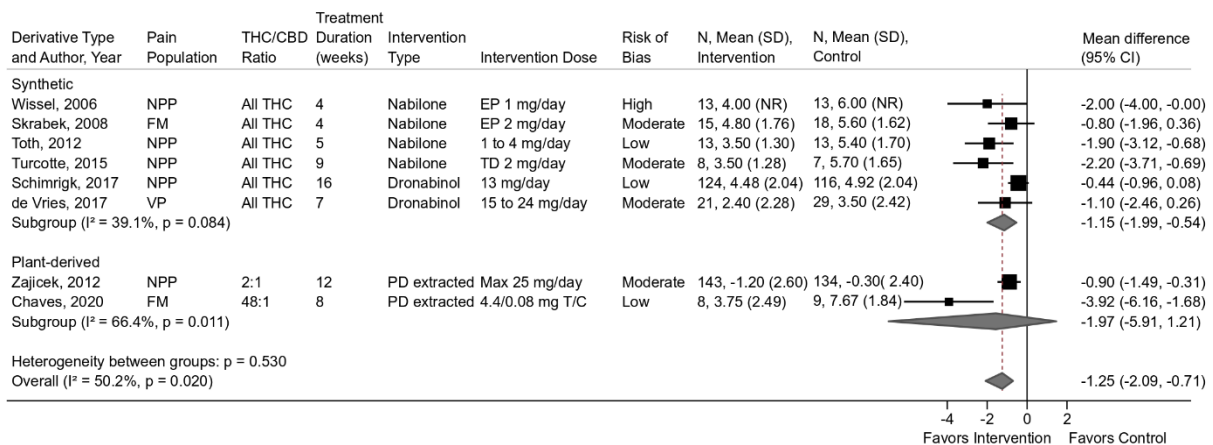 Treatment
Derivative Type Pain THC/CBD Duration Intervention Risk of N, Mean (SD), N, Mean (SD), Mean difference
and Author, Year Population Ratio (weeks) Type Intervention Dose Bias Intervention Control (95% CI)
Synthetic
Wissel, 2006 NPP All THC 4 Nabilone EP 1 mg/day High 13, 4.00 (NR) 13, 6.00 (NR) -2.00 (-4.00, -0.00)
Skrabek, 2008 FM All THC 4 Nabilone EP 2 mg/day Moderate 15, 4.80 (1.76) 18, 5.60 (1.62) -0.80 (-1.96, 0.36)
Toth, 2012 NPP All THC 5 Nabilone 1 to 4 mg/day Low 13, 3.50 (1.30) 13, 5.40 (1.70) -1.90 (-3.12, -0.68)
Turcotte, 2015 NPP All THC 9 Nabilone TD 2 mg/day Moderate 8, 3.50 (1.28) 7, 5.70 (1.65) -2.20 (-3.71, -0.69)
Schimrigk, 2017 NPP All THC 16 Dronabinol 13 mg/day Low 124, 4.48 (2.04) 116, 4.92 (2.04) -0.44 (-0.96, 0.08)
de Vries, 2017 VP All THC 7 Dronabinol 15 to 24 mg/day Moderate 21, 2.40 (2.28) 29, 3.50 (2.42) -1.10 (-2.46, 0.26)
Subgroup (I² = 39.1%, p = 0.084) -1.15 (-1.99, -0.54)
Plant-derived
Zajicek, 2012 NPP 2:1 12 PD extracted Max 25 mg/day Moderate 143, -1.20 (2.60) 134, -0.30( 2.40) -0.90 (-1.49, -0.31)
Chaves, 2020 FM 48:1 8 PD extracted 4.4/0.08 mg T/C Low 8, 3.75 (2.49) 9, 7.67 (1.84) -3.92 (-6.16, -1.68)
Subgroup (I² = 66.4%, p = 0.011) -1.97 (-5.91, 1.21)
Heterogeneity between groups: p = 0.530
Overall (I² = 50.2%, p = 0.020) -1.25 (-2.09, -0.71)
-4 -2 0 2
Favors Intervention Favors Control